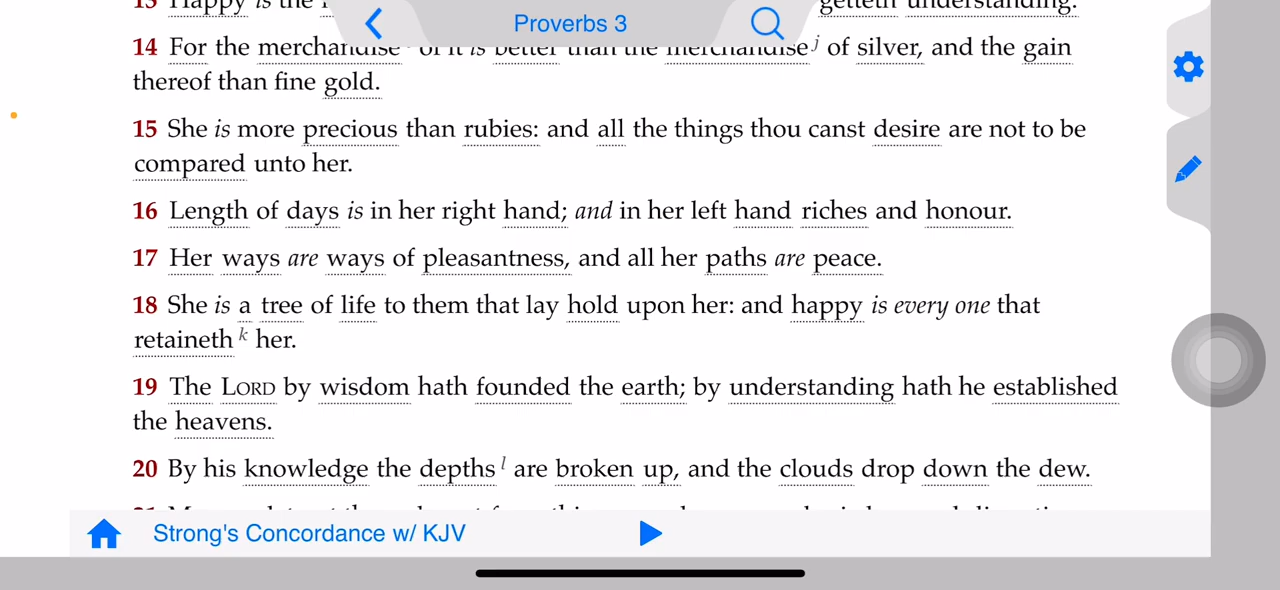 13 Happy is the getteth understanding.
Proverbs 3
14 For the merchandise of it is better than the merchandise j of silver, and the gain
thereof than fine gold.
15 She is more precious than rubies: and all the things thou canst desire are not to be
compared unto her.
16 Length of days is in her right hand; and in her left hand riches and honour.
17 Her ways are ways of pleasantness, and all her paths are peace.
18 She is a tree of life to them that lay hold upon her: and happy is every one that
retaineth k her.
19 The LORD by wisdom hath founded the earth; by understanding hath he established
the heavens.
20 By his knowledge the depths l are broken up, and the clouds drop down the dew.
Strong's Concordance w/ KJV